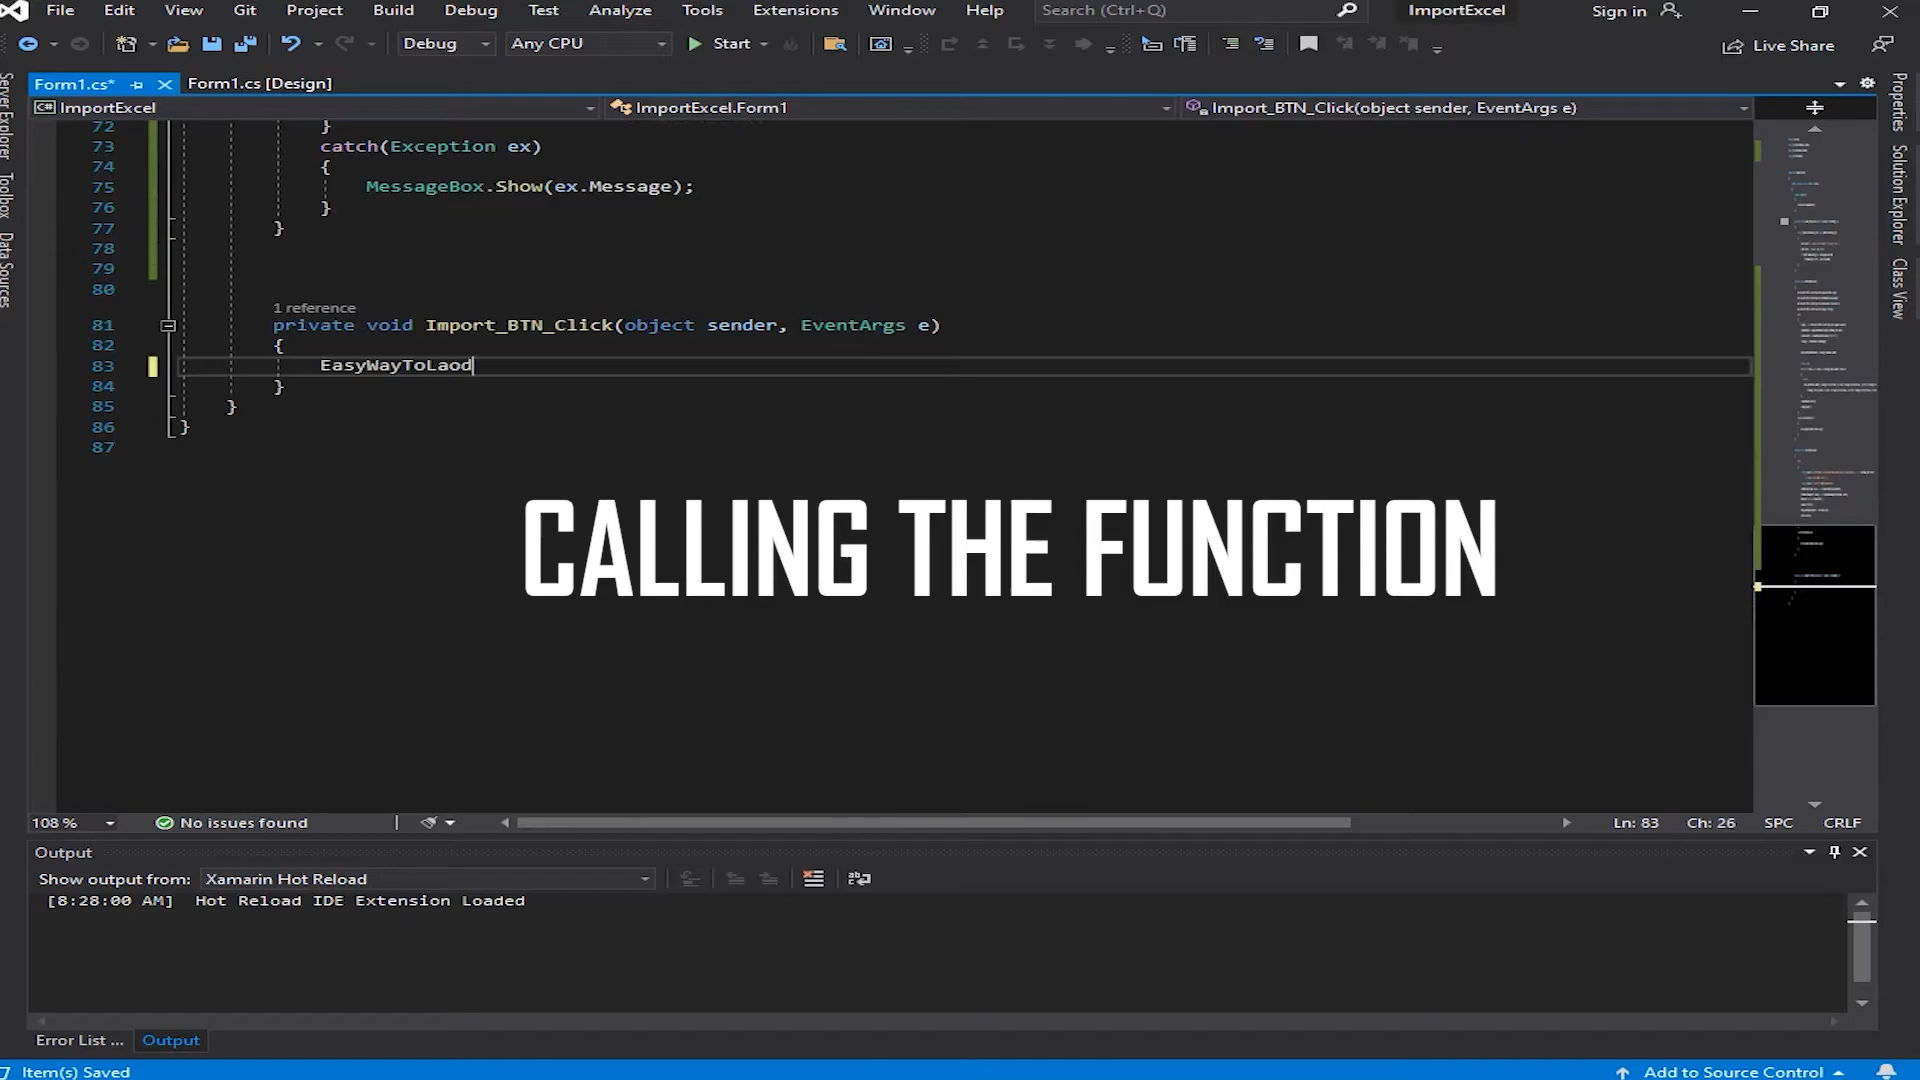 File Edit View Git Project Build Debug Test Analyze Tools Extensions Window Help Search (Ctrl+Q) ImportExcel Sign in
Debug Any CPU Start Live Share
Form1.cs* Form1.cs [Design]
C# ImportExcel ImportExcel.Form1 Import_BTN_Click(object sender, EventArgs e)
72 }
73 catch(Exception ex)
74 {
75 MessageBox.Show(ex.Message);
76 }
77 }
78
79
80
1 reference
81 private void Import_BTN_Click(object sender, EventArgs e)
82 {
83 EasyWayToLaod
84 }
85 }
86 }
87
CALLING THE FUNCTION
108 % No issues found Ln: 83 Ch: 26 SPC CRLF
Output
Show output from: Xamarin Hot Reload
[8:28:00 AM] Hot Reload IDE Extension Loaded
Error List ... Output
Item(s) Saved Add to Source Control
Server Explorer
Toolbox
Data Sources
Properties
Solution Explorer
Class View